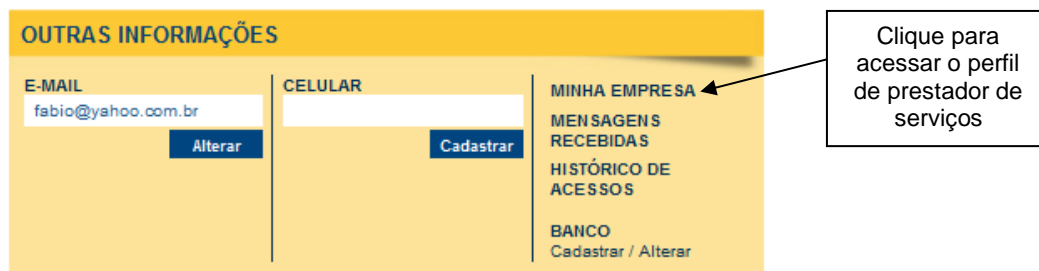 OUTRAS INFORMAÇÕES
E-MAIL
fabio@yahoo.com.br
Alterar
CELULAR
Cadastrar
MINHA EMPRESA
MENSAGENS
RECEBIDAS
HISTÓRICO DE
ACESSOS
BANCO
Cadastrar / Alterar
Clique para
acessar o perfil
de prestador de
serviços